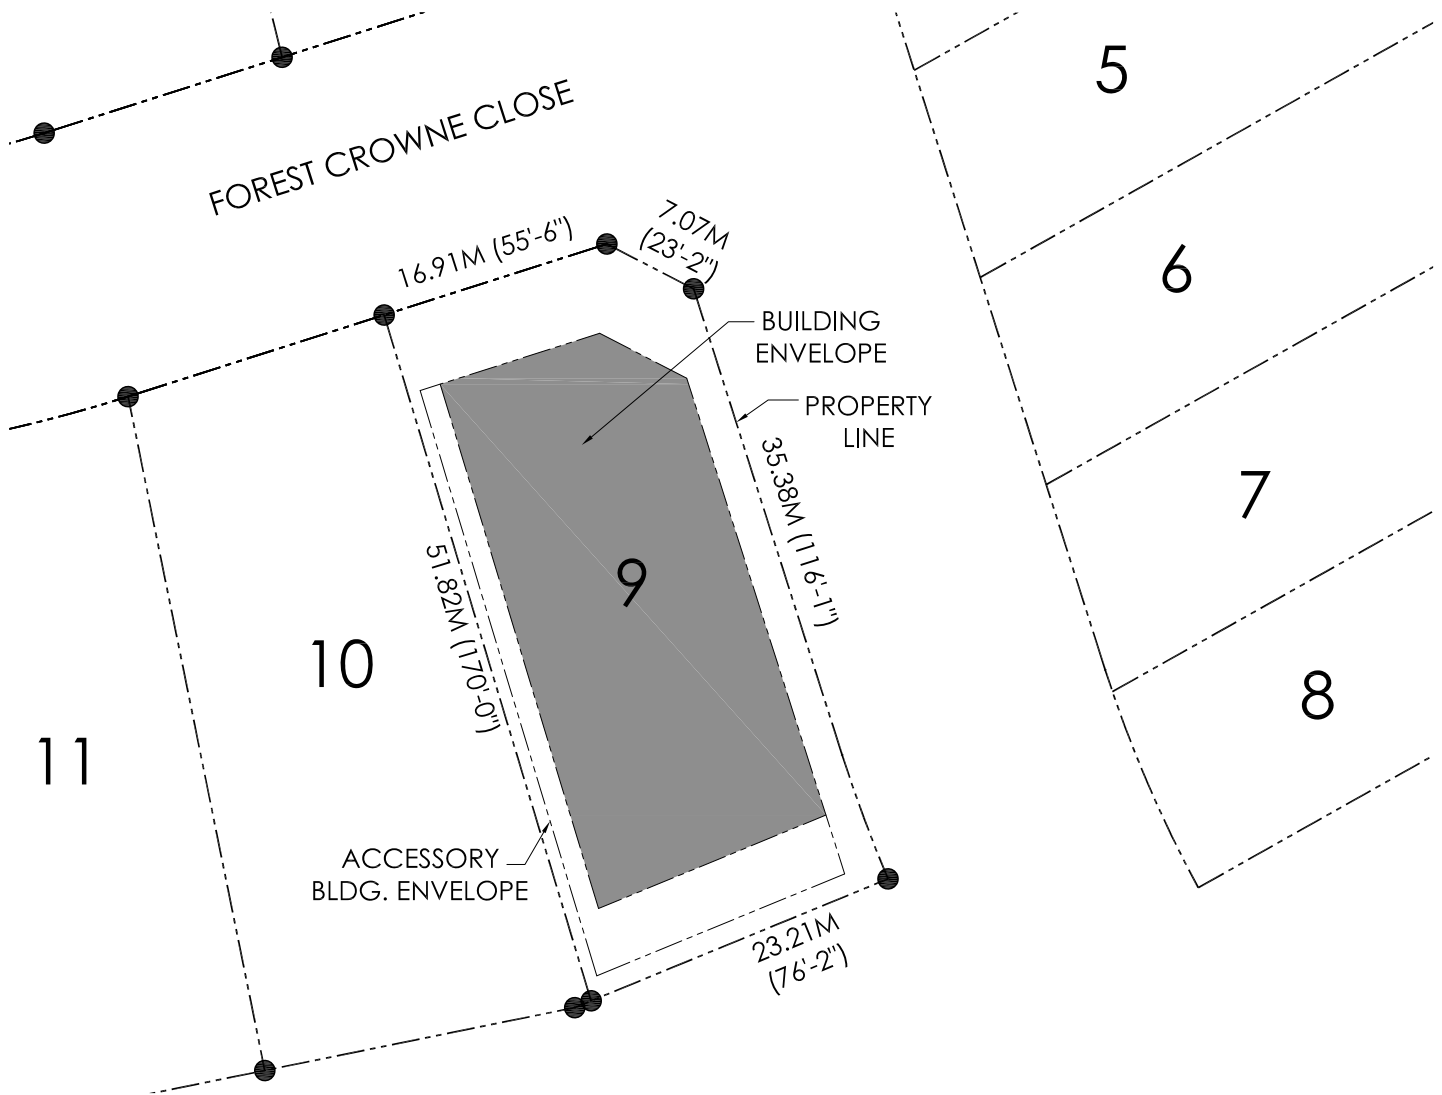 5
FOREST CROWNE CLOSE
7.07M
(23'-2")
16.91M (55'-6")
6
BUILDING
ENVELOPE
PROPERTY
LINE
35.38M (116'-1")
7
9
51.82M (170'-0")
10
8
11
ACCESSORY
BLDG. ENVELOPE
23.21M
(76'-2")